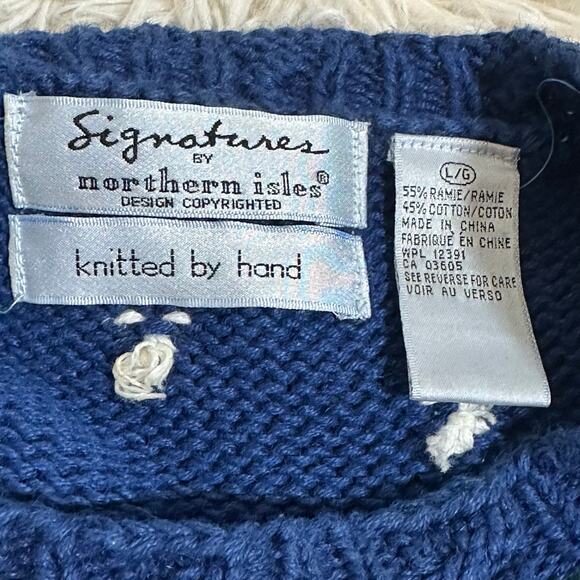 Signatures
BY
northern isles®
DESIGN COPYRIGHTED
knitted by hand
L/G
55% RAMIE/RAMIE
45% COTTON/COTON
MADE IN CHINA
FABRIQUÉ EN CHINE
WPL 12391
CA 03605
SEE REVERSE FOR CARE
VOIR AU VERSO